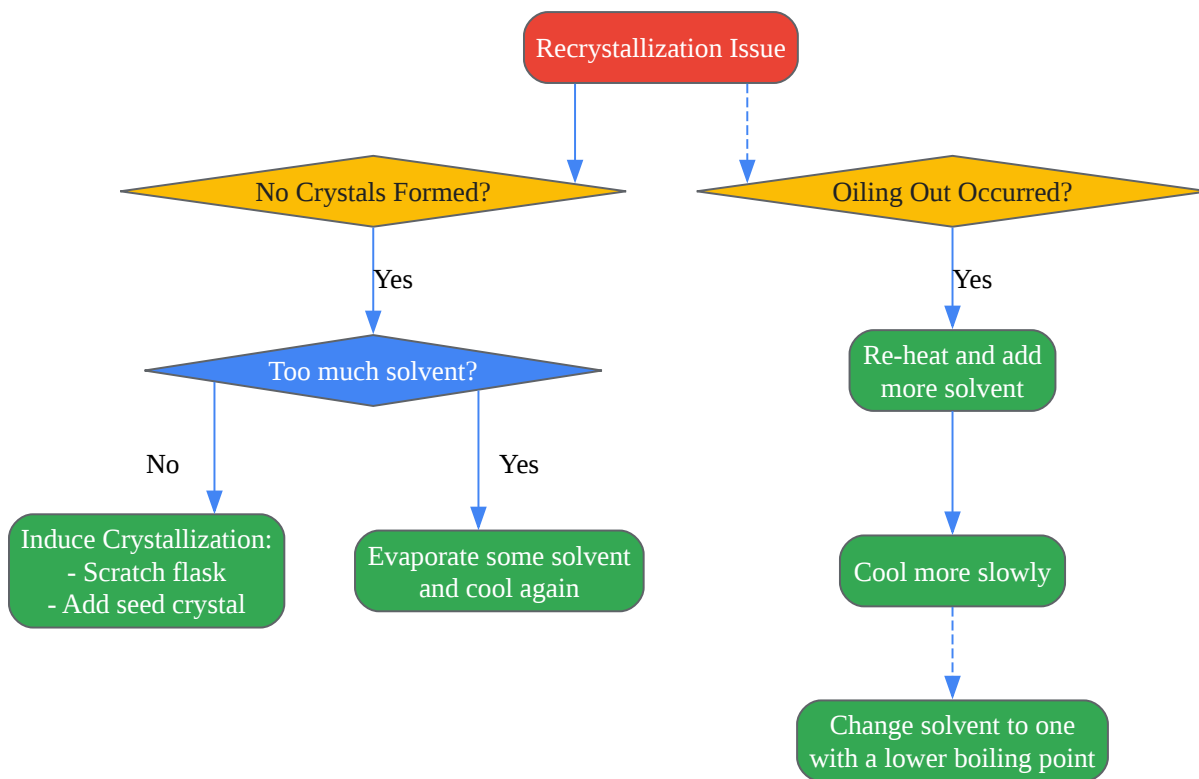 Recrystallization Issue
No Crystals Formed?
Oiling Out Occurred?
Yes
Yes
Too much solvent?
Re-heat and add
more solvent
No
Yes
Induce Crystallization:
- Scratch flask
- Add seed crystal
Evaporate some solvent
and cool again
Cool more slowly
Change solvent to one
with a lower boiling point